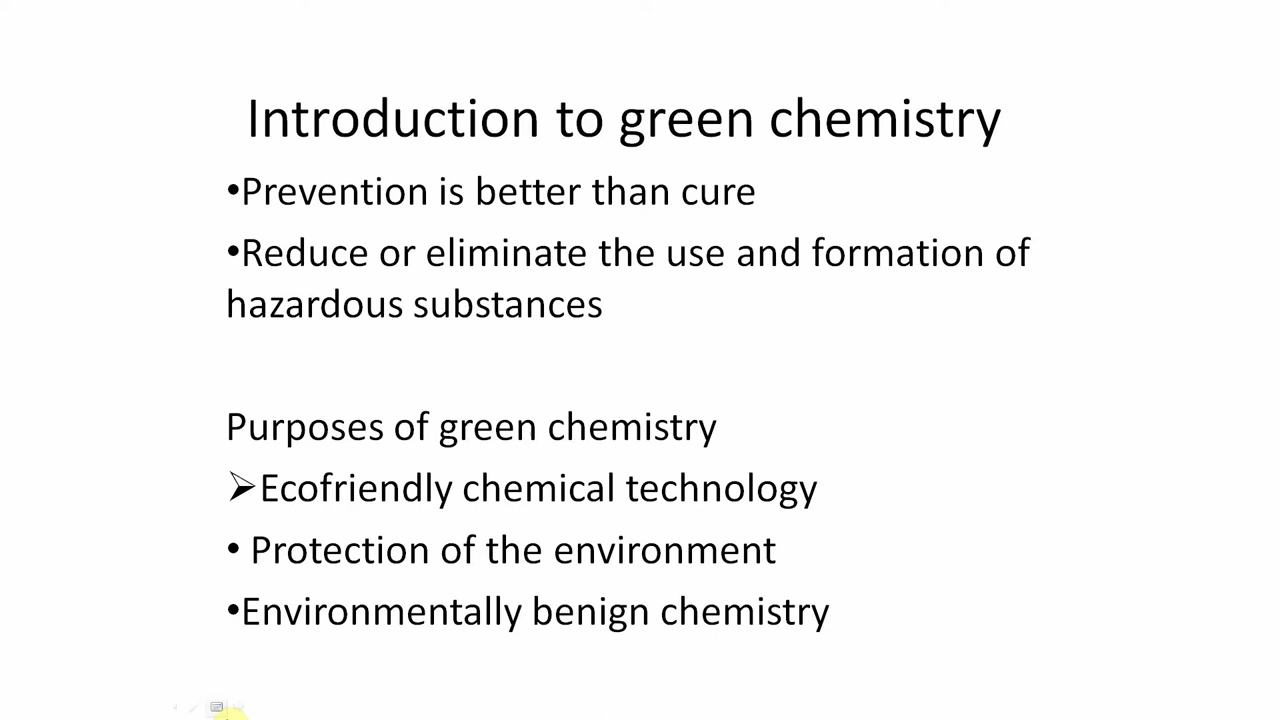 Introduction to green chemistry
•Prevention is better than cure
•Reduce or eliminate the use and formation of
hazardous substances
Purposes of green chemistry
➢Ecofriendly chemical technology
• Protection of the environment
•Environmentally benign chemistry